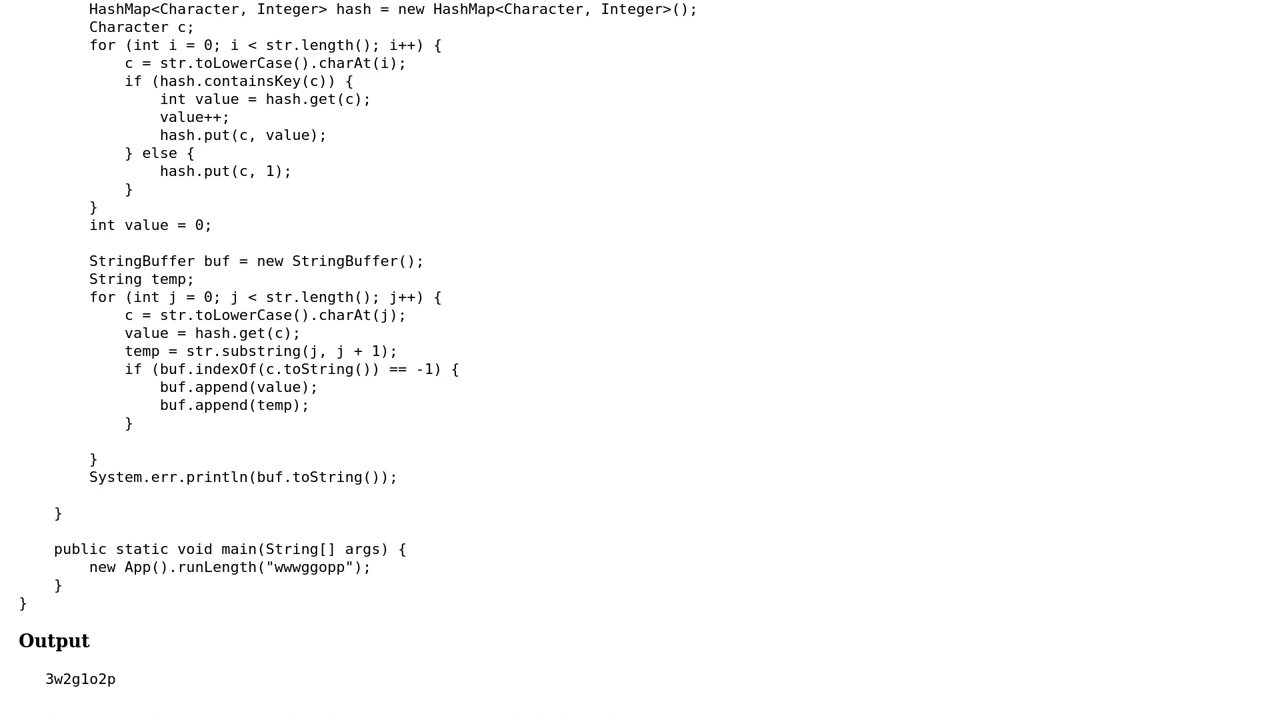 HashMap<Character, Integer> hash = new HashMap<Character, Integer>();
Character c;
for (int i = 0; i < str.length(); i++) {
c = str.toLowerCase().charAt(i);
if (hash.containsKey(c)) {
int value = hash.get(c);
value++;
hash.put(c, value);
} else {
hash.put(c, 1);
}
}
int value = 0;
StringBuffer buf = new StringBuffer();
String temp;
for (int j = 0; j < str.length(); j++) {
c = str.toLowerCase().charAt(j);
value = hash.get(c);
temp = str.substring(j, j + 1);
if (buf.indexOf(c.toString()) == -1) {
buf.append(value);
buf.append(temp);
}
}
System.err.println(buf.toString());
}
public static void main(String[] args) {
new App().runLength("wwwggopp");
}
}
Output
3w2g1o2p